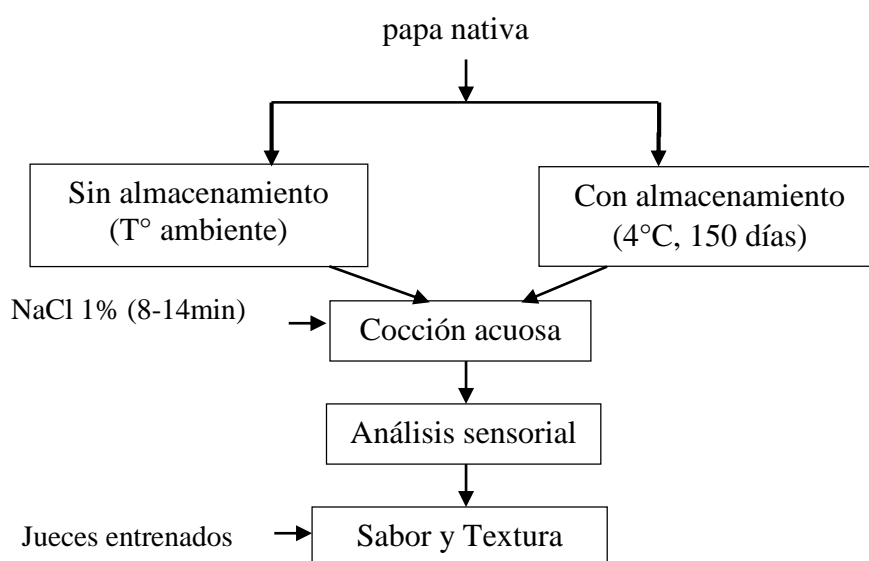 papa nativa
Sin almacenamiento
(T° ambiente)
Con almacenamiento
(4°C, 150 días)
NaCl 1% (8-14min)
Cocción acuosa
Análisis sensorial
Jueces entrenados
Sabor y Textura